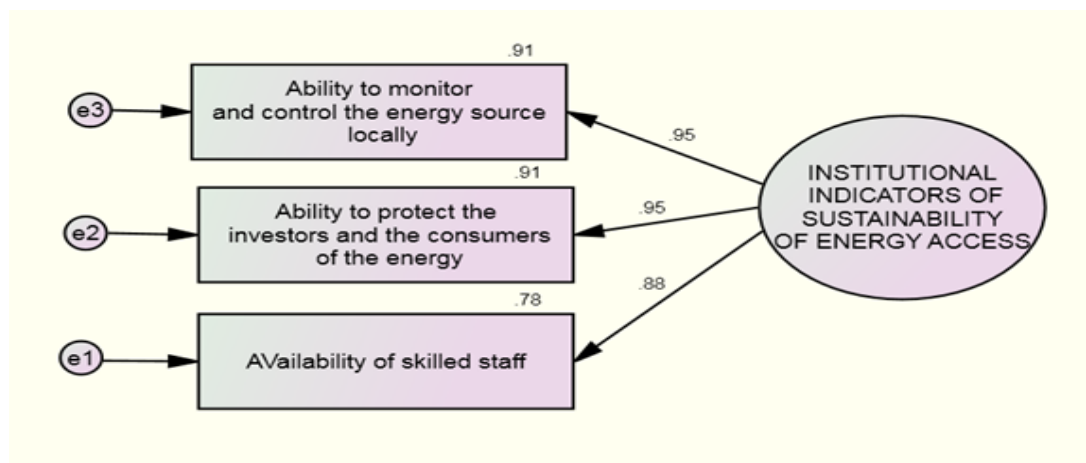 .91
e3
Ability to monitor
and control the energy source
locally
.95
.91
e2
Ability to protect the
investors and the consumers
of the energy
.95
.78
e1
AVailability of skilled staff
.88
INSTITUTIONAL
INDICATORS OF
SUSTAINABILITY
OF ENERGY ACCESS